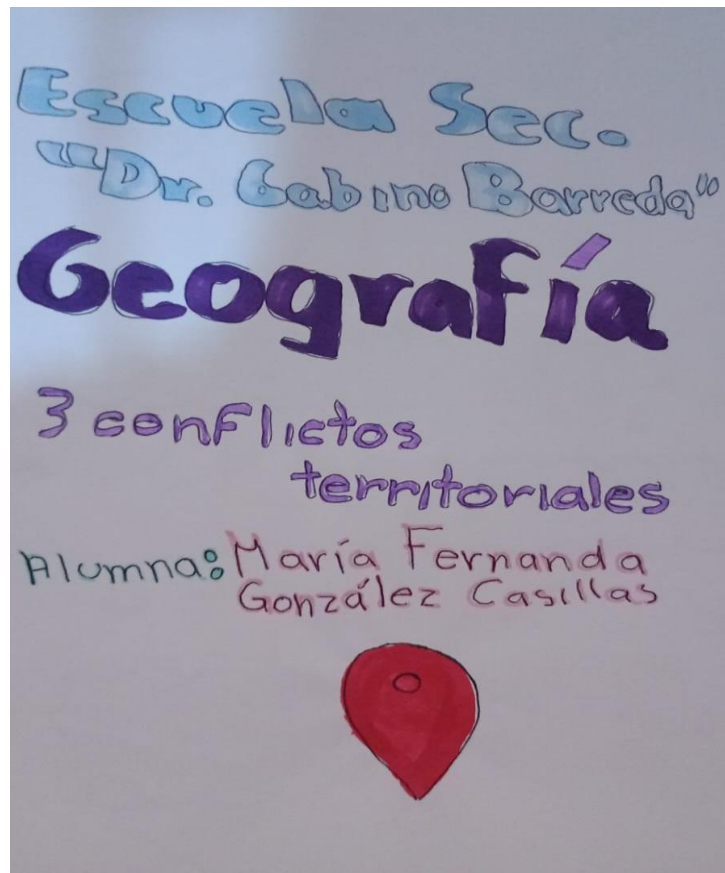 Escuela Sec.
"Dr. Gabino Barreda"
Geografía
3 conflictos
territoriales
Alumna: María Fernanda
González Casillas